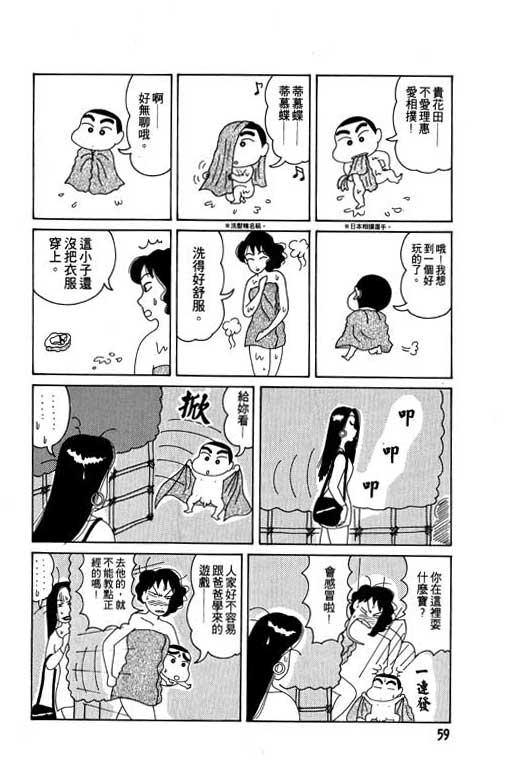 貴花田──
不愛理惠
愛相撲！
※日本相撲選手。
蒂慕蝶──
蒂慕蝶──
※洗髮精名稱。
啊──
好無聊哦。
哦！我想
到一個好
玩的了。
洗得好舒服。
這小子還
沒把衣服
穿上。
叩
叩
叩
給妳看──
掀
…………
……
你在這裡耍
什麼寶？
會感冒啦！
一連發
人家好不容易
跟爸爸學來的
遊戲──
去他的，就
不能教點正
經的嗎！
59